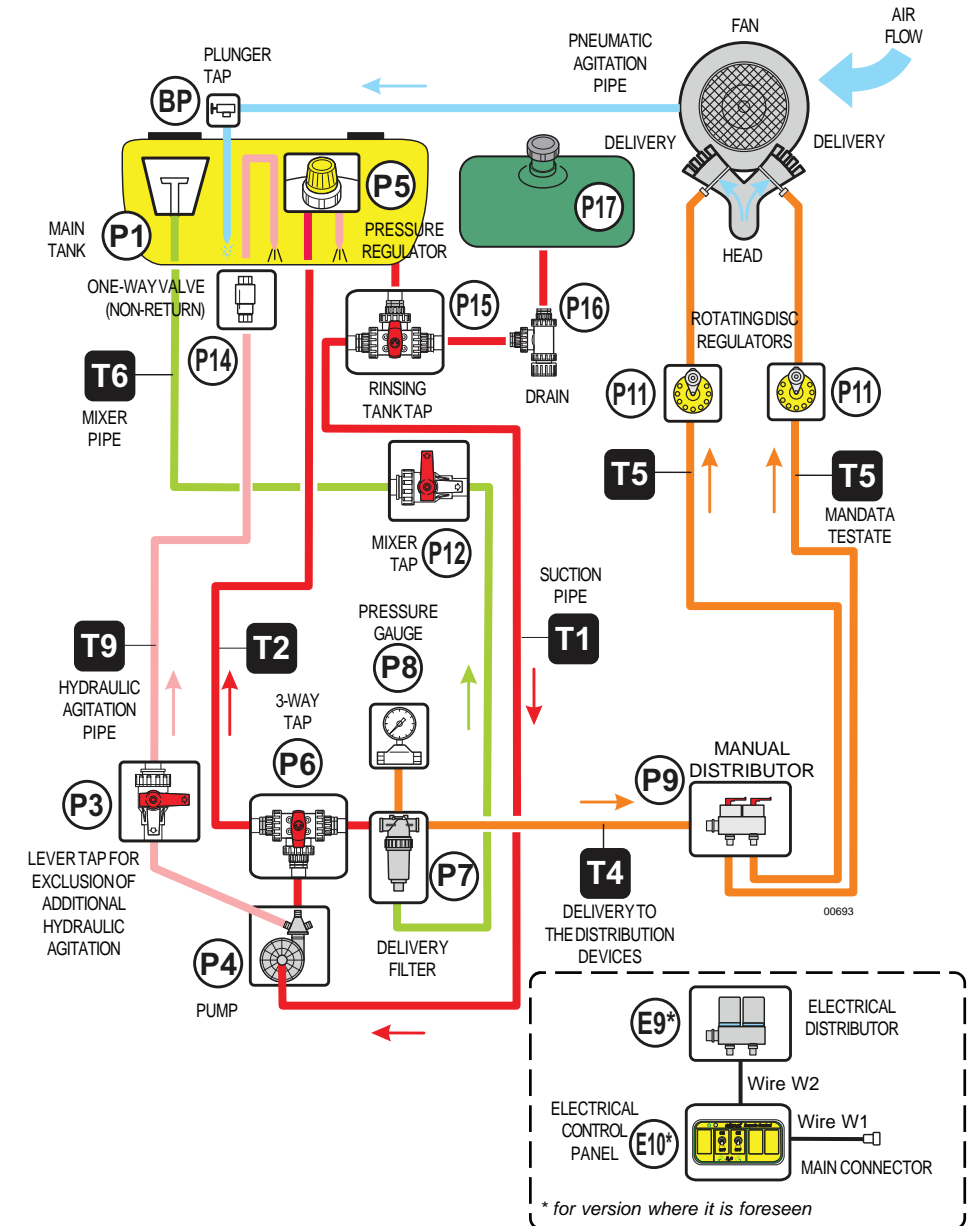 FAN
AIR
FLOW
PNEUMATIC
AGITATION
PIPE
PLUNGER
TAP
BP
DELIVERY
DELIVERY
P5
P17
MAIN
TANK
P1
PRESSURE
REGULATOR
HEAD
ONE-WAY VALVE
(NON-RETURN)
P15
P16
ROTATING DISC
REGULATORS
P14
T6
MIXER
PIPE
RINSING
TANK TAP
DRAIN
P11
P11
T5
T5
MANDATA
TESTATE
MIXER
TAP
P12
SUCTION
PIPE
PRESSURE
GAUGE
T9
T2
P8
T1
HYDRAULIC
AGITATION
PIPE
3-WAY
TAP
P6
MANUAL
DISTRIBUTOR
P9
P3
LEVER TAP FOR
EXCLUSION OF
ADDITIONAL
HYDRAULIC
AGITATION
P7
T4
DELIVERY TO
THE DISTRIBUTION
DEVICES
00693
P4
PUMP
DELIVERY
FILTER
E9*
ELECTRICAL
DISTRIBUTOR
Wire W2
ELECTRICAL
CONTROL
PANEL
E10*
Wire W1
MAIN CONNECTOR
* for version where it is foreseen